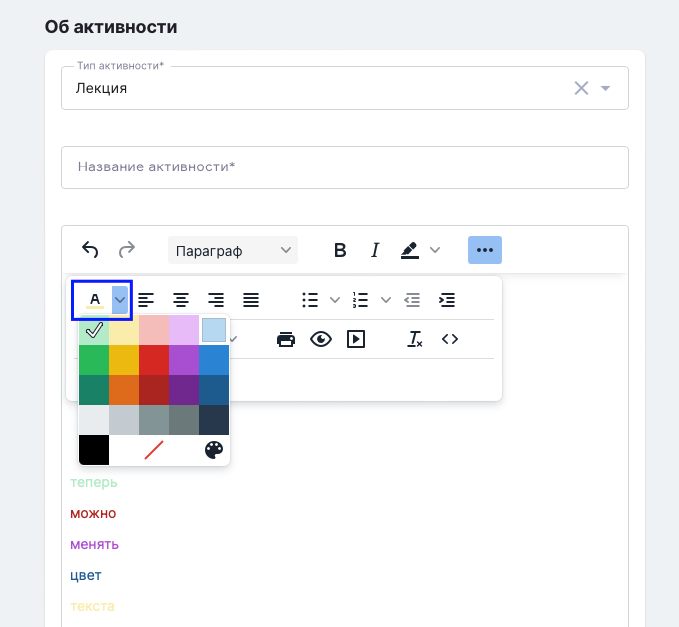 Об активности
Тип активности*
Лекция
Название активности*
Параграф B I
A
теперь
можно
менять
цвет
текста